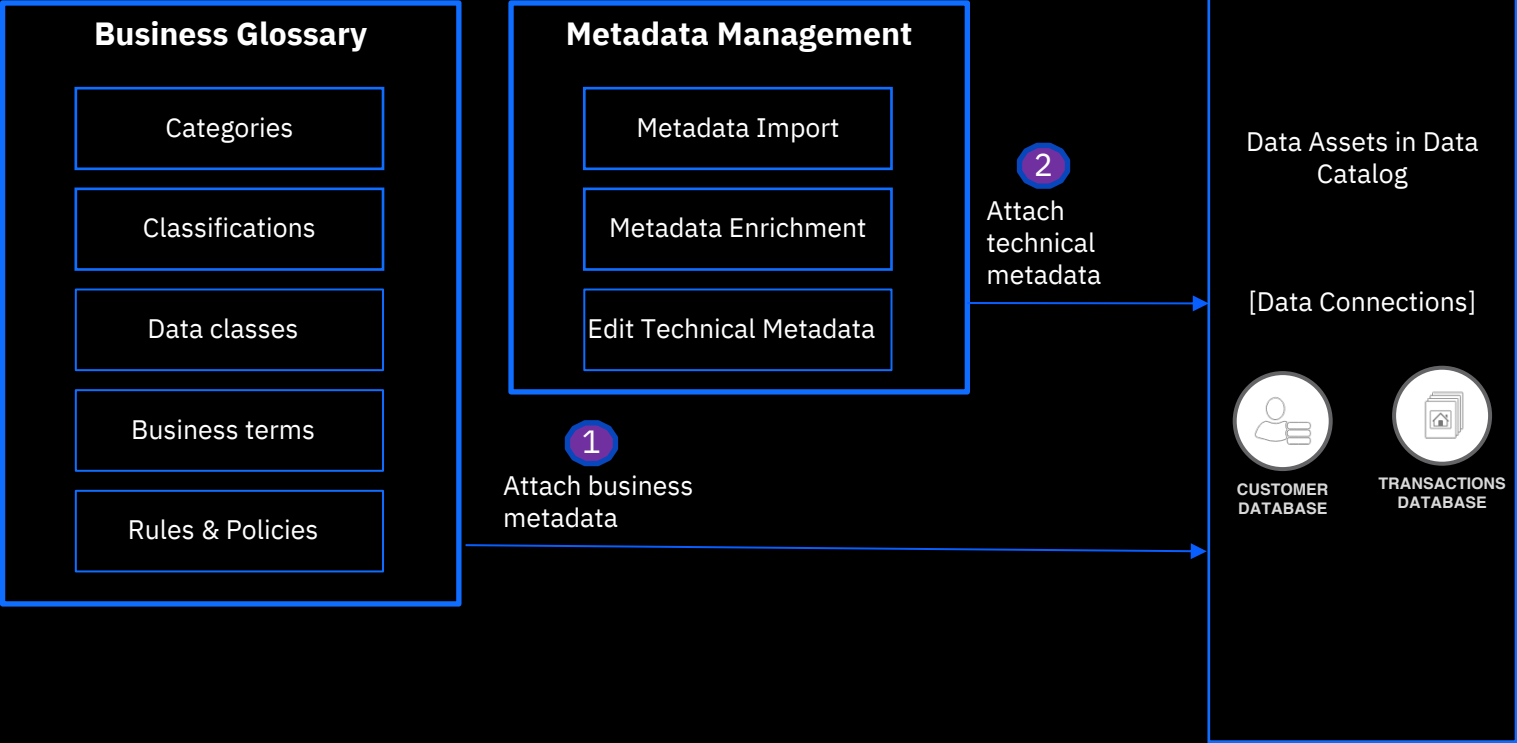 Business Glossary
Categories
Classifications
Data classes
Business terms
Rules & Policies
Metadata Management
Metadata Import
Metadata Enrichment
Edit Technical Metadata
1
Attach business
metadata
2
Attach
technical
metadata
Data Assets in Data
Catalog
[Data Connections]
CUSTOMER
DATABASE
TRANSACTIONS
DATABASE